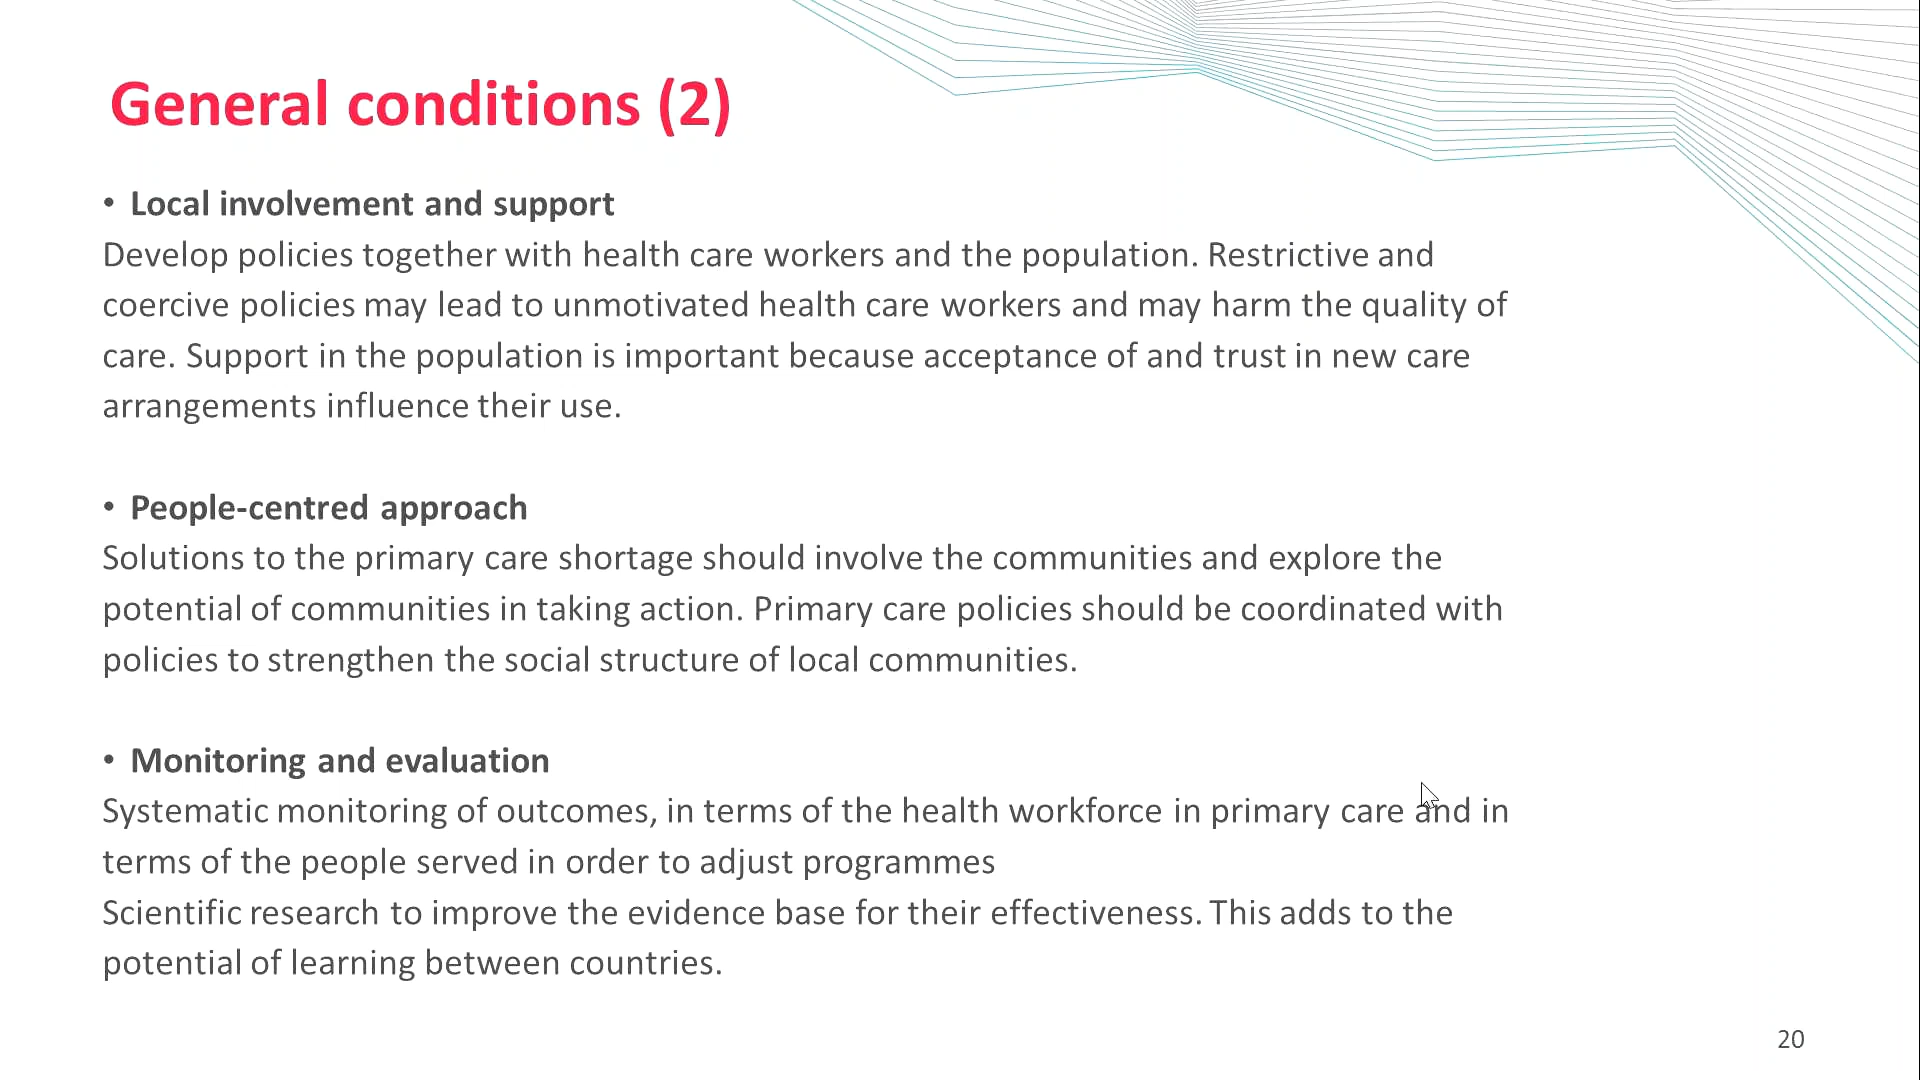 General conditions (2)
• Local involvement and support
Develop policies together with health care workers and the population. Restrictive and
coercive policies may lead to unmotivated health care workers and may harm the quality of
care. Support in the population is important because acceptance of and trust in new care
arrangements influence their use.
• People-centred approach
Solutions to the primary care shortage should involve the communities and explore the
potential of communities in taking action. Primary care policies should be coordinated with
policies to strengthen the social structure of local communities.
• Monitoring and evaluation
Systematic monitoring of outcomes, in terms of the health workforce in primary care and in
terms of the people served in order to adjust programmes
Scientific research to improve the evidence base for their effectiveness. This adds to the
potential of learning between countries.
20